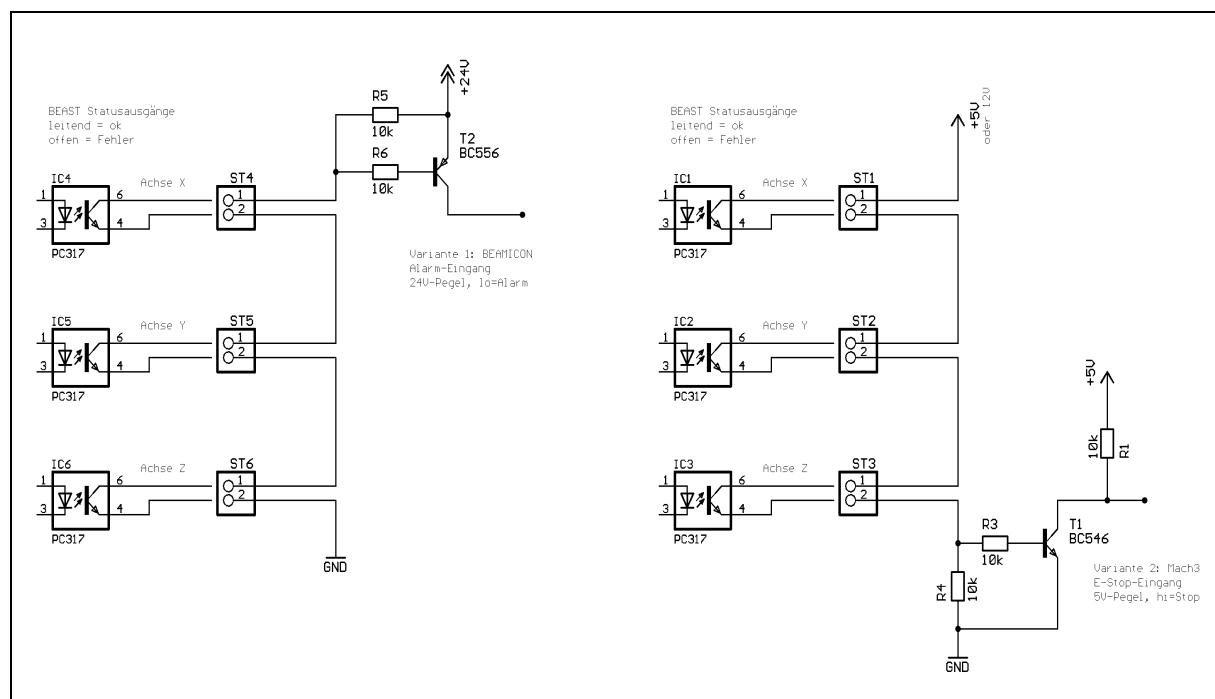 BEAST Statusausgänge
leitend = ok
offen = Fehler
+24V
R5
10k
R6
10k
T2
BC556
IC4
1
3
6
4
PC317
Achse X
ST4
1
2
Variante 1: BEAMICON
Alarm-Eingang
24V-Pegel, lo=Alarm
IC5
1
3
6
4
PC317
Achse Y
ST5
1
2
IC6
1
3
6
4
PC317
Achse Z
ST6
1
2
GND
BEAST Statusausgänge
leitend = ok
offen = Fehler
+5V
oder 12V
IC1
1
3
6
4
PC317
Achse X
ST1
1
2
IC2
1
3
6
4
PC317
Achse Y
ST2
1
2
IC3
1
3
6
4
PC317
Achse Z
ST3
1
2
+5V
10k
R1
R3
10k
T1
BC546
R4
10k
GND
Variante 2: Mach3
E-Stop-Eingang
5V-Pegel, hi=Stop